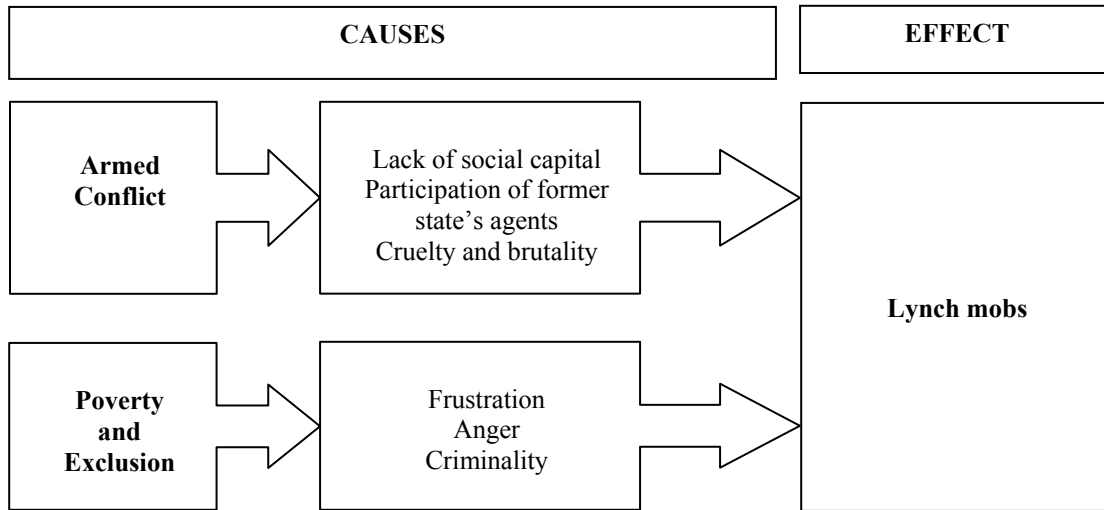 CAUSES
EFFECT
Armed
Conflict
Lack of social capital
Participation of former
state’s agents
Cruelty and brutality
Lynch mobs
Poverty
and
Exclusion
Frustration
Anger
Criminality